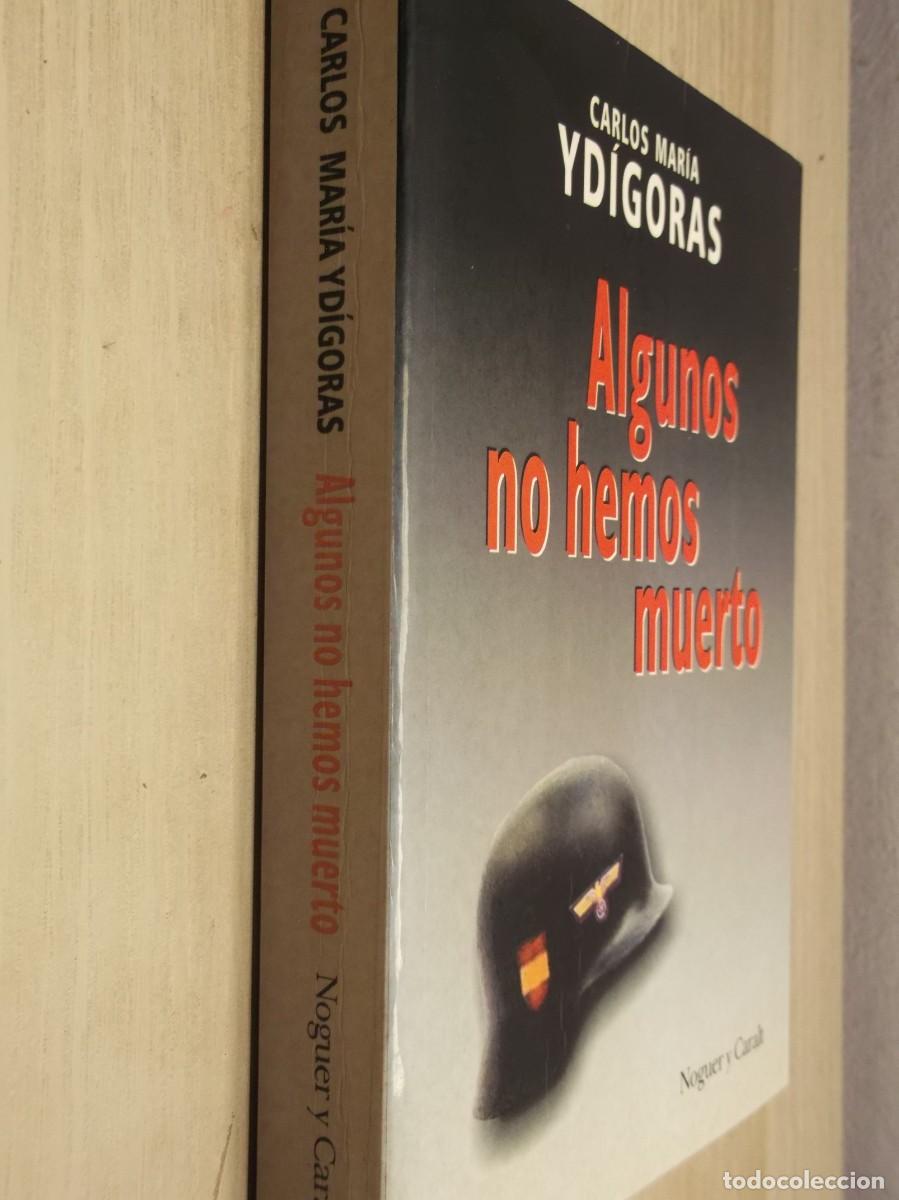 CARLOS MARÍA YDÍGORAS Algunos no hemos muerto Noguer y
CARLOS MARÍA
YDÍGORAS
Algunos
no hemos
muerto
Noguer y Caralt
todocoleccion